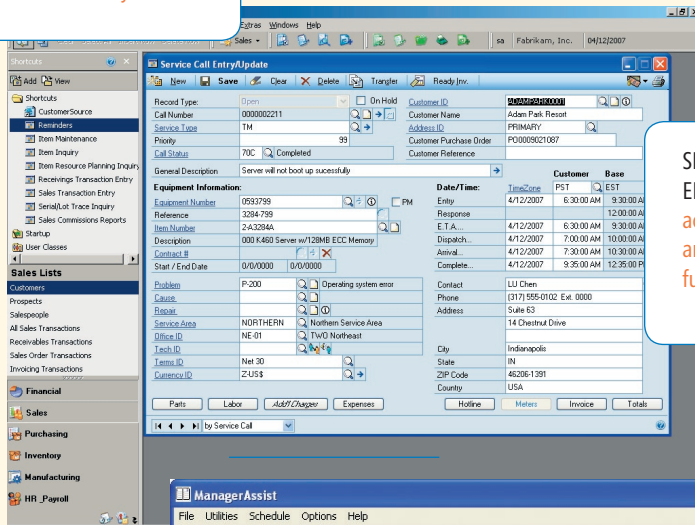 Extras Windows Help
Sales
sa Fabrikam, Inc. 04/12/2007
Shortcuts
Add View
Shortcuts
CustomerSource
Reminders
Item Maintenance
Item Inquiry
Item Resource Planning Inquiry
Receivings Transaction Entry
Sales Transaction Entry
Serial/Lot Trace Inquiry
Sales Commissions Reports
Startup
User Classes
Sales Lists
Customers
Prospects
Salespeople
All Sales Transactions
Receivables Transactions
Sales Order Transactions
Invoicing Transactions
Financial
Sales
Purchasing
Inventory
Manufacturing
HR _Payroll
Service Call Entry/Update
New Save Clear Delete Transfer Ready Inv.
Record Type: Open On Hold
Call Number 0000002211
Service Type TM
Priority 99
Call Status 70C Completed
Customer ID ADAMPARK0001
Customer Name Adam Park Resort
Address ID PRIMARY
Customer Purchase Order PO0009021087
Customer Reference
General Description Server will not boot up sucessfully
Equipment Information:
Equipment Number 0593799 PM
Reference 3284-799
Item Number 2-A3284A
Description 000 K460 Server w/128MB ECC Memory
Contract #
Start / End Date 0/0/0000 0/0/0000
Customer Base
Date/Time: TimeZone PST EST
Entry 4/12/2007 6:30:00 AM 9:30:00 A
Response 12:00:00 A
E.T.A... 4/12/2007 6:30:00 AM 9:30:00 A
Dispatch... 4/12/2007 7:00:00 AM 10:00:00 A
Arrival... 4/12/2007 7:30:00 AM 10:30:00 A
Complete... 4/12/2007 9:35:00 AM 12:35:00 P
Problem P-200 Operating system error
Cause
Repair
Service Area NORTHERN Northern Service Area
Office ID NE-01 TWO Northeast
Tech ID
Terms ID Net 30
Currency ID Z-US$
Contact LU Chen
Phone (317) 555-0102 Ext. 0000
Address Suite 63
14 Chestnut Drive
City Indianapolis
State IN
ZIP Code 46206-1391
Country USA
Parts Labor Add'l Charges Expenses Hotline Meters Invoice Totals
by Service Call
ManagerAssist
File Utilities Schedule Options Help